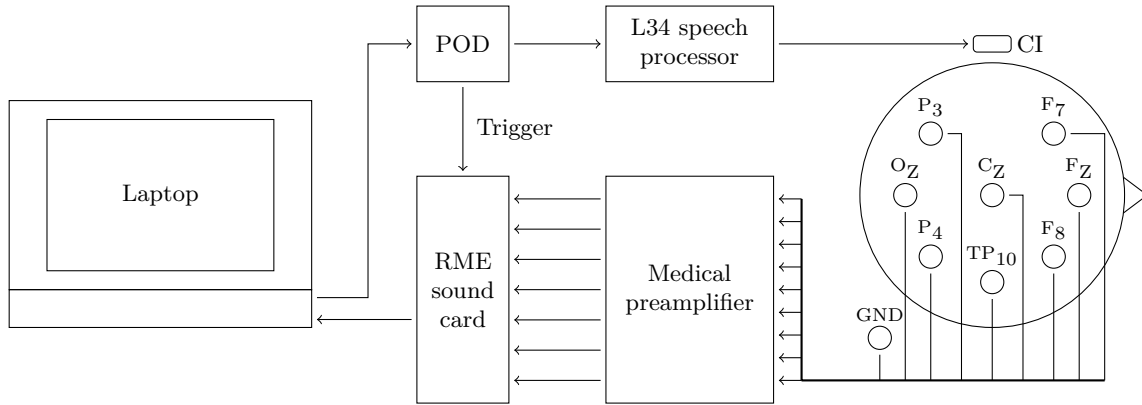 POD
L34 speech
processor
CI
Trigger
Laptop
RME
sound
card
Medical
preamplifier
P3
F7
OZ
CZ
FZ
P4
TP10
F8
GND